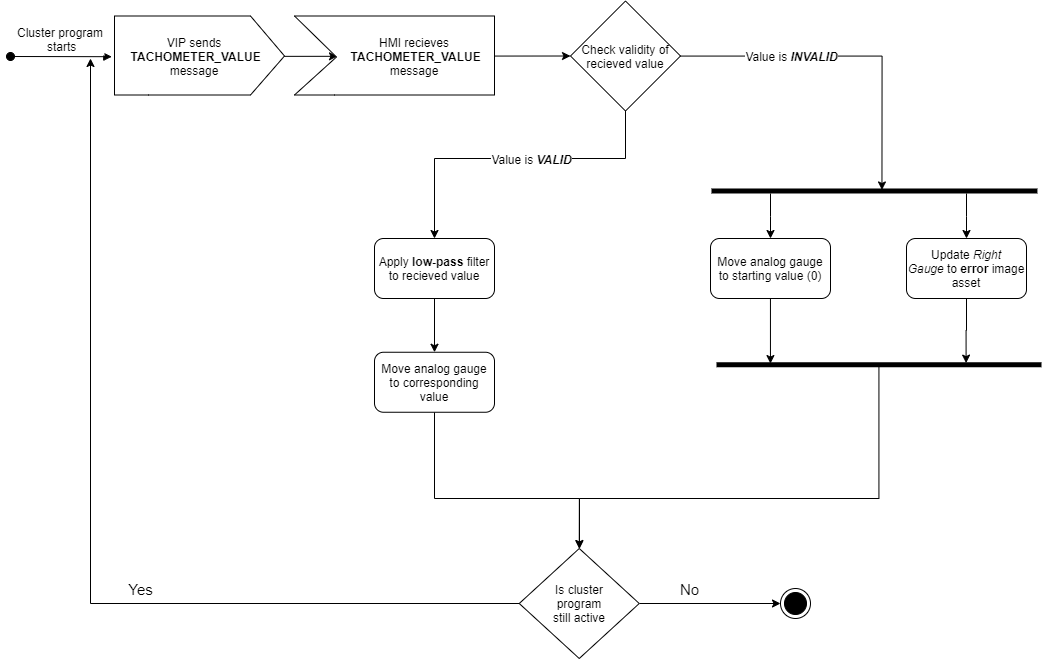 Cluster program
starts
VIP sends
TACHOMETER_VALUE
message
HMI recieves
TACHOMETER_VALUE
message
Check validity of
recieved value
Value is INVALID
Value is VALID
Apply low-pass filter
to recieved value
Move analog gauge
to starting value (0)
Update Right
Gauge to error image
asset
Move analog gauge
to corresponding
value
Is cluster
program
still active
Yes
No